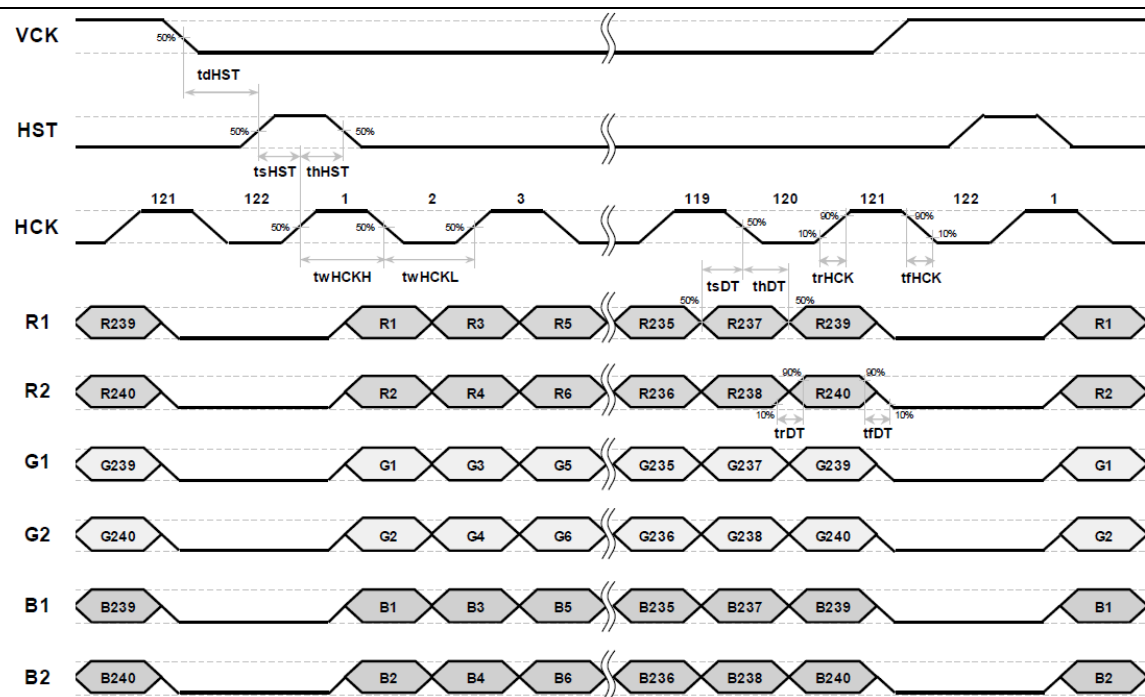 VCK
50%
tdHST
HST
50%
50%
tsHST thHST
121 122 1 2 3 119 120 121 122 1
HCK
50% 50% 50% 50% 90% 90%
10% 10%
twHCKH twHCKL trHCK tfHCK
tsDT thDT
50% 50%
R1 R239 R1 R3 R5 R235 R237 R239 R1
90% 90%
R2 R240 R2 R4 R6 R236 R238 R240 R2
10% 10%
trDT tfDT
G1 G239 G1 G3 G5 G235 G237 G239 G1
G2 G240 G2 G4 G6 G236 G238 G240 G2
B1 B239 B1 B3 B5 B235 B237 B239 B1
B2 B240 B2 B4 B6 B236 B238 B240 B2